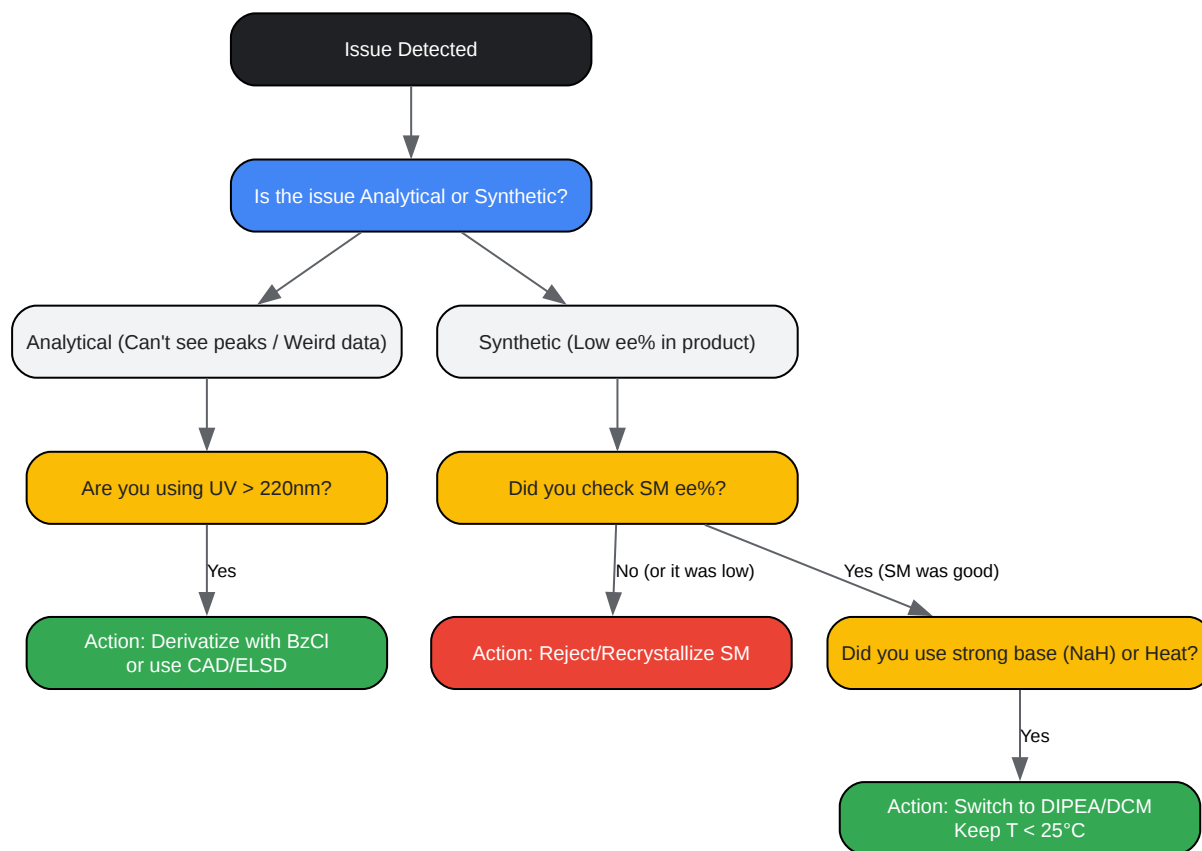 Issue Detected
Is the issue Analytical or Synthetic?
Analytical (Can't see peaks / Weird data)
Synthetic (Low ee% in product)
Are you using UV > 220nm?
Did you check SM ee%?
Yes
No (or it was low)
Yes (SM was good)
Action: Derivatize with BzCl
or use CAD/ELSD
Action: Reject/Recrystallize SM
Did you use strong base (NaH) or Heat?
Yes
Action: Switch to DIPEA/DCM
Keep T < 25°C